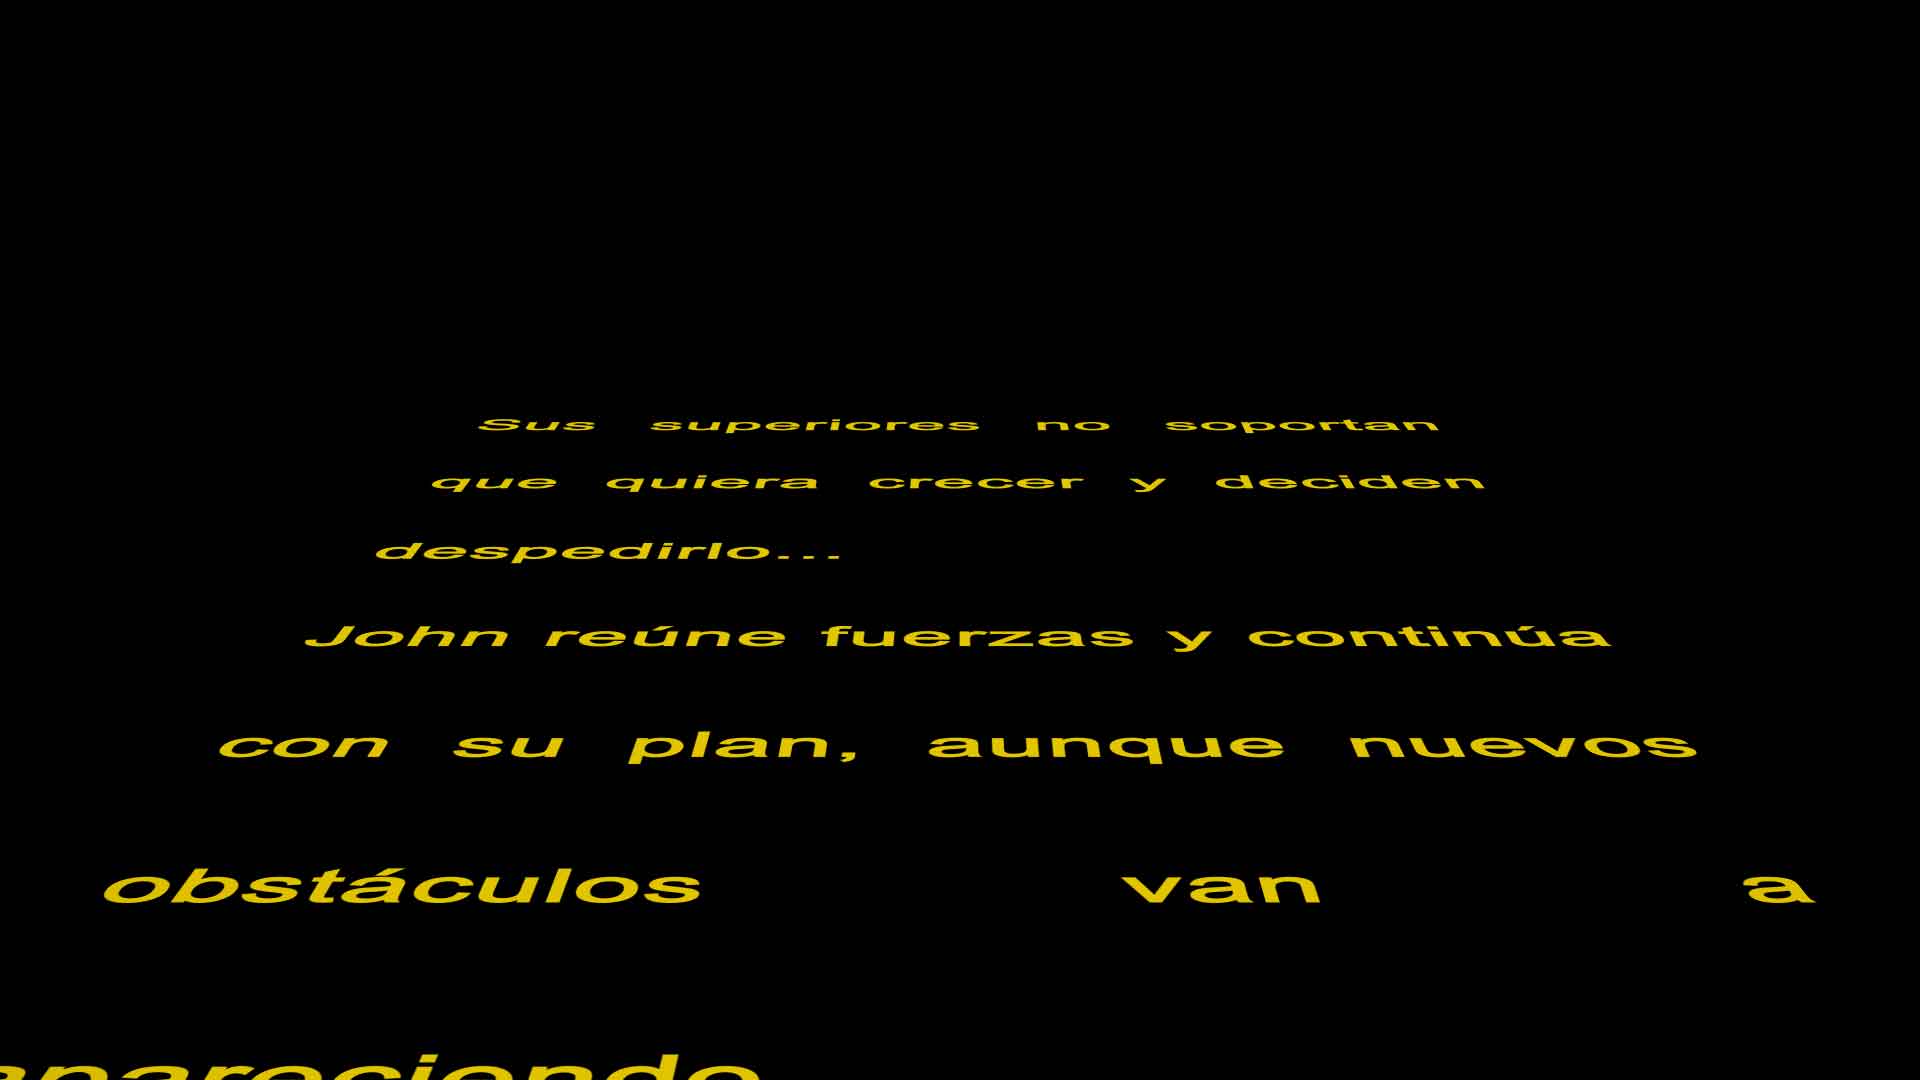 Sus superiores no soportan
que quiera crecer y deciden
despedirlo...
John reúne fuerzas y continúa
con su plan, aunque nuevos
obstáculos van a
apareciendo